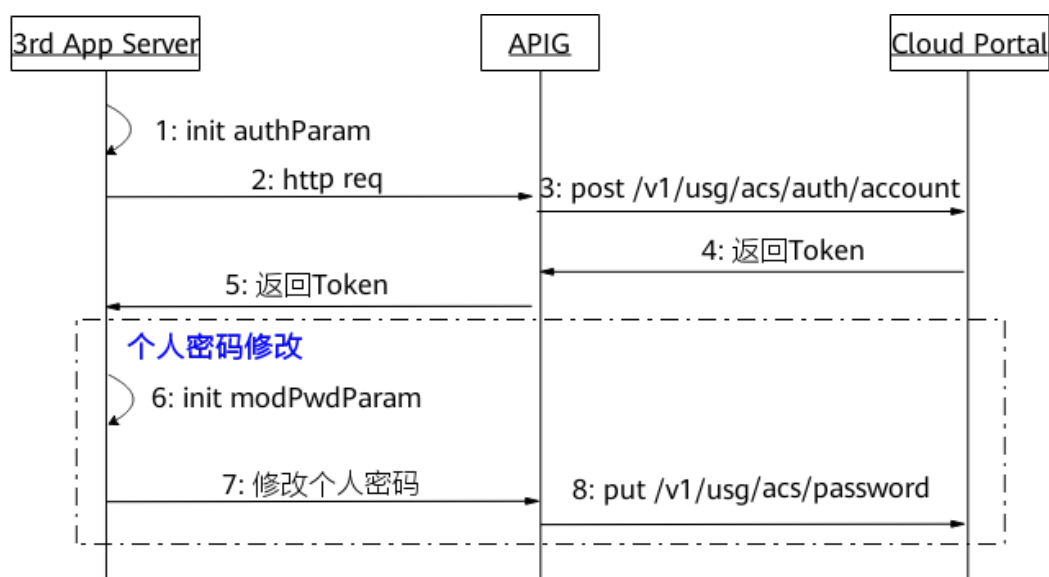 3rd App Server
APIG
Cloud Portal
1: init authParam
2: http req
3: post /v1/usg/acs/auth/account
4: 返回Token
5: 返回Token
个人密码修改
6: init modPwdParam
7: 修改个人密码
8: put /v1/usg/acs/password